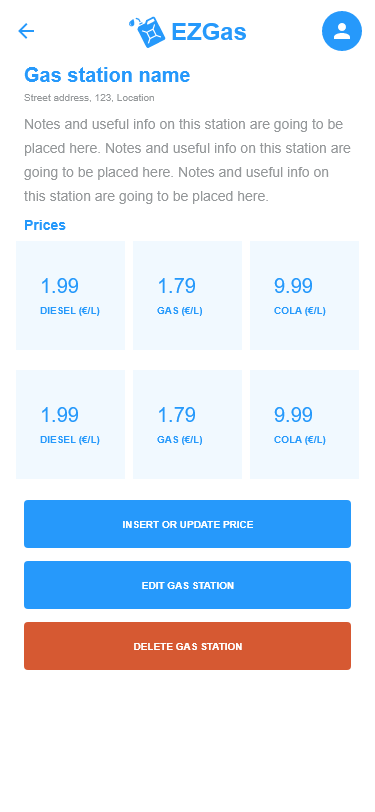 EZGas
Gas station name
Street address, 123, Location
Notes and useful info on this station are going to be
placed here. Notes and useful info on this station are
going to be placed here. Notes and useful info on
this station are going to be placed here.
Prices
1.99 1.79 9.99
DIESEL (€/L) GAS (€/L) COLA (€/L)
1.99 1.79 9.99
DIESEL (€/L) GAS (€/L) COLA (€/L)
INSERT OR UPDATE PRICE
EDIT GAS STATION
DELETE GAS STATION